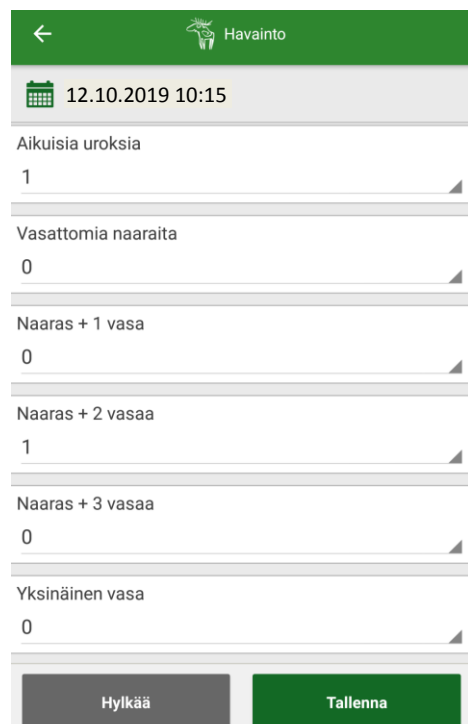 Havainto
12.10.2019 10:15
Aikuisia uroksia
1
Vasattomia naaraita
0
Naaras + 1 vasa
0
Naaras + 2 vasaa
1
Naaras + 3 vasaa
0
Yksinäinen vasa
0
Hylkää Tallenna